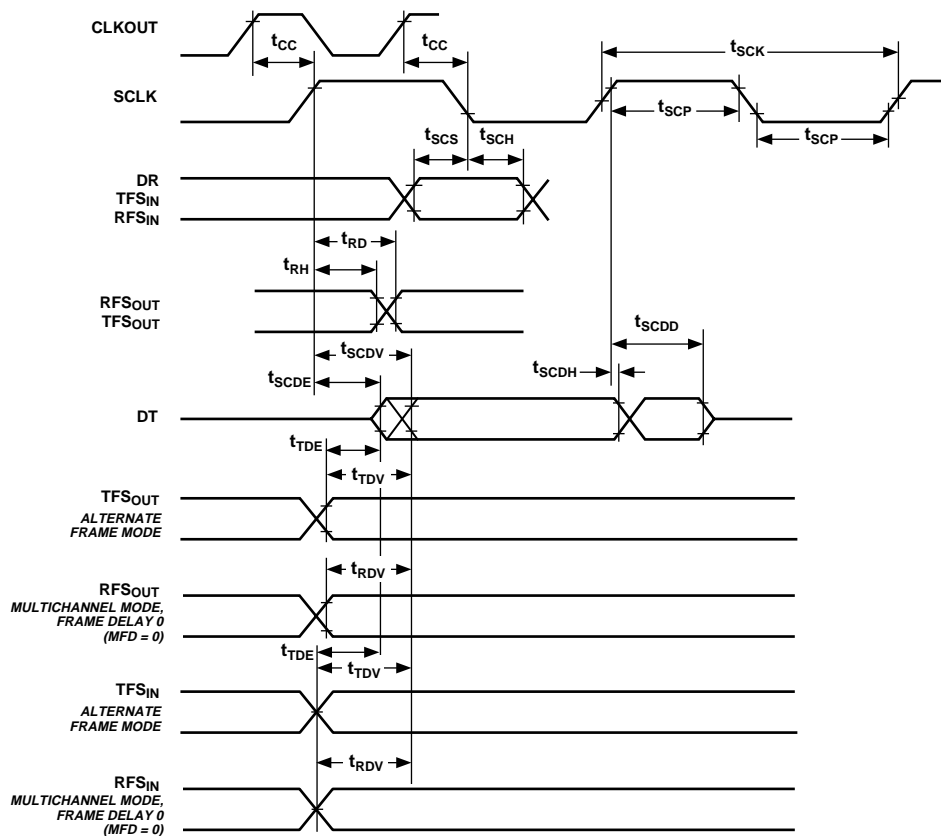 CLKOUT
tCC
tCC
tSCK
SCLK
tSCP
tSCP
tSCS
tSCH
DR
TFSIN
RFSIN
tRD
tRH
RFSOUT
TFSOUT
tSCDD
tSCDV
tSCDH
tSCDE
DT
tTDE
tTDV
TFSOUT
ALTERNATE
FRAME MODE
tRDV
RFSOUT
MULTICHANNEL MODE,
FRAME DELAY 0
(MFD = 0)
tTDE
tTDV
TFSIN
ALTERNATE
FRAME MODE
tRDV
RFSIN
MULTICHANNEL MODE,
FRAME DELAY 0
(MFD = 0)